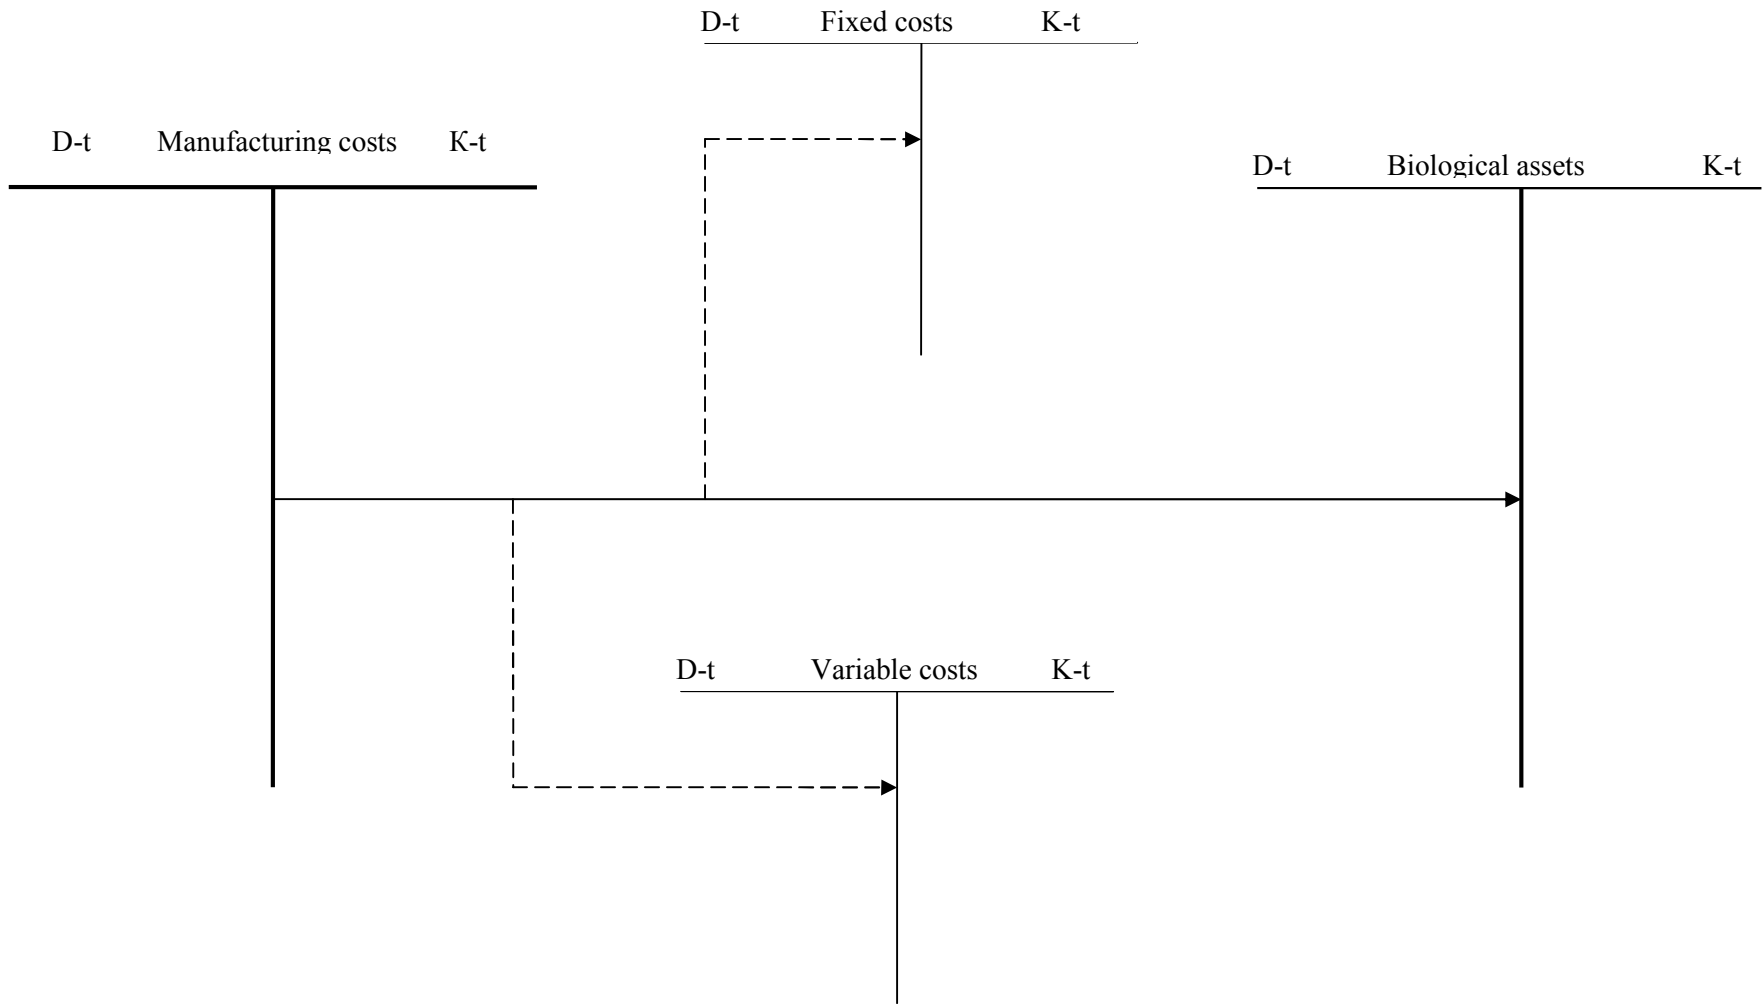 D-t Fixed costs K-t
D-t Manufacturing costs K-t
D-t Biological assets K-t
D-t Variable costs K-t